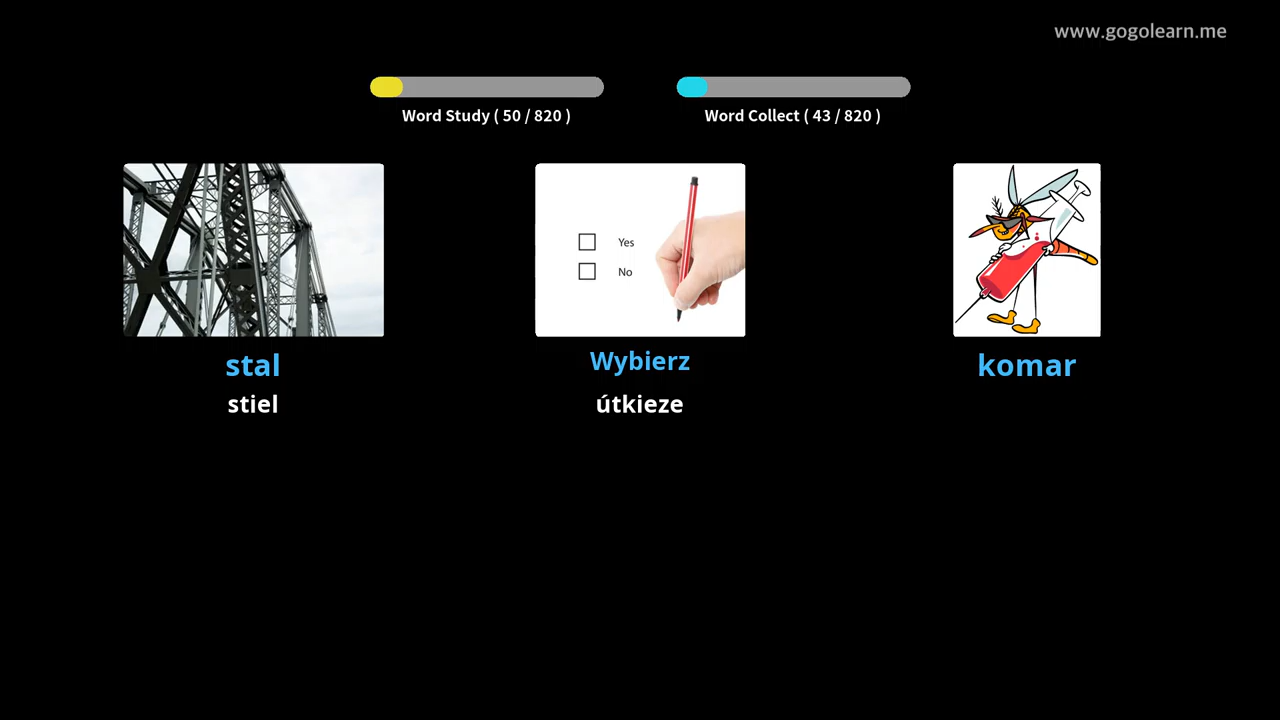 www.gogolearn.me
Word Study ( 50 / 820 )
Word Collect ( 43 / 820 )
Yes
No
stal
Wybierz
komar
stiel
útkieze